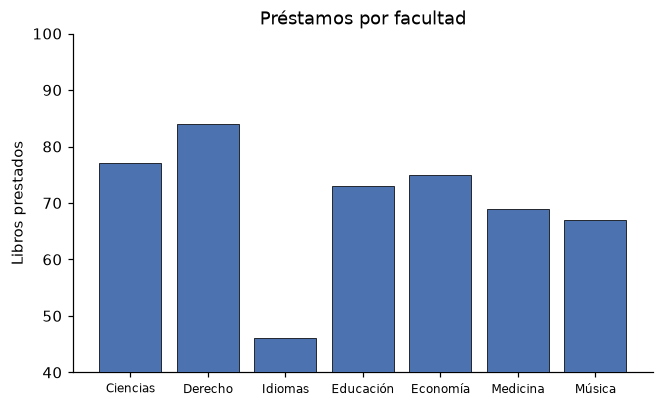 Préstamos por facultad
Libros prestados
100
90
80
70
60
50
40
Ciencias Derecho Idiomas Educación Economía Medicina Música